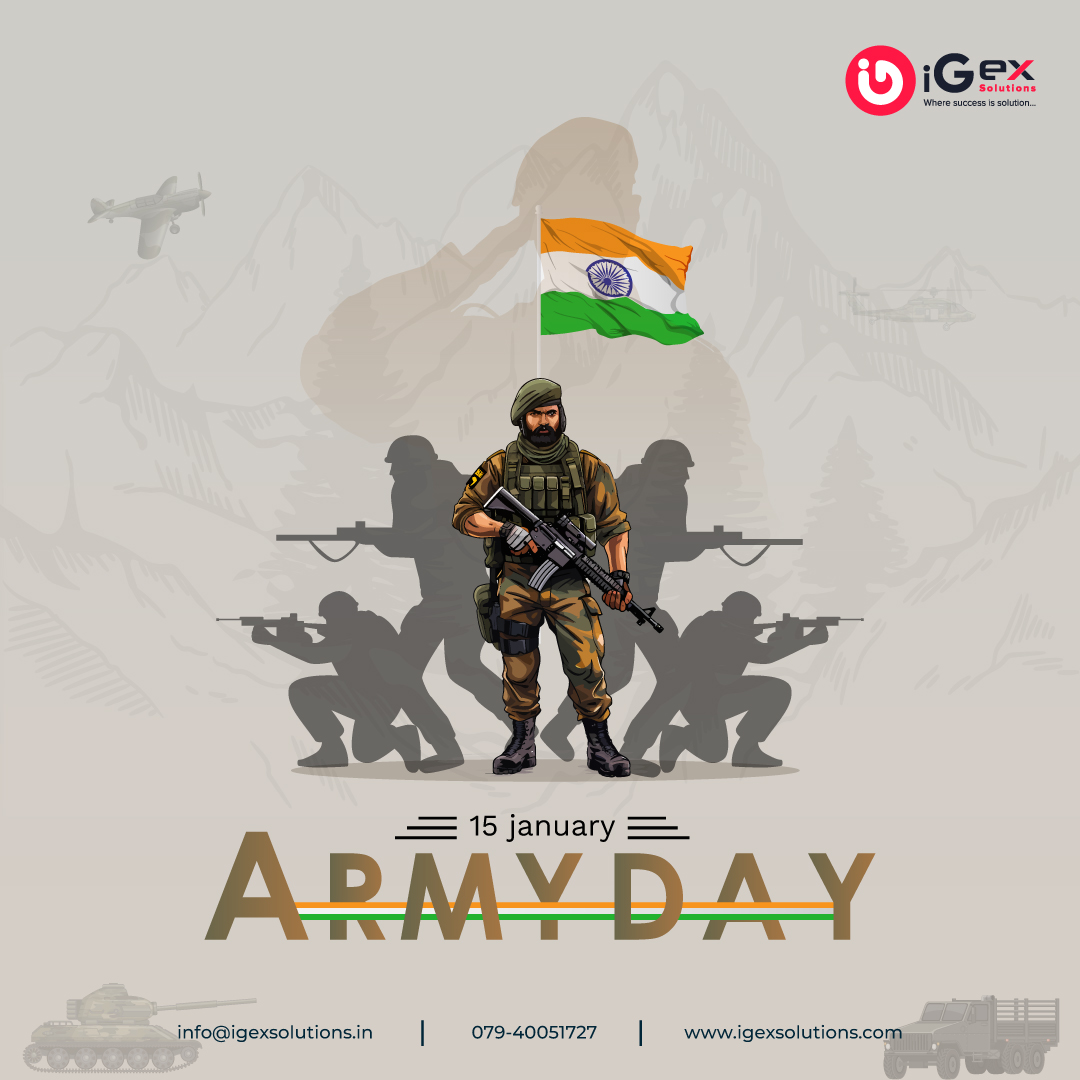 iGex
Solutions
Where success is solution...
15 january
ARMY DAY
info@igexsolutions.in | 079-40051727 | www.igexsolutions.com